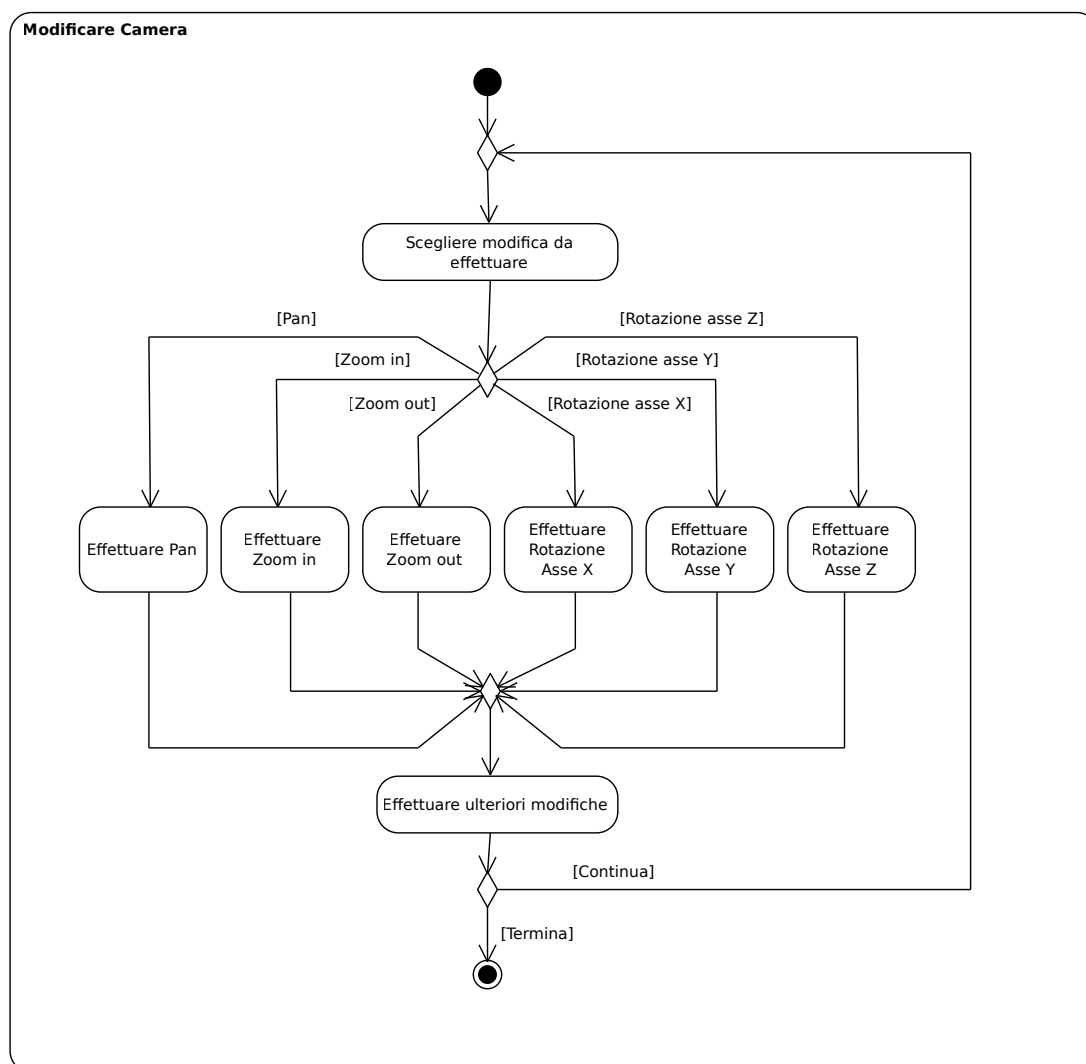 Modificare Camera
Scegliere modifica da
effettuare
[Pan]
[Rotazione asse Z]
[Zoom in]
[Rotazione asse Y]
[Zoom out]
[Rotazione asse X]
Effettuare Pan
Effettuare
Zoom in
Effetuare
Zoom out
Effettuare
Rotazione
Asse X
Effettuare
Rotazione
Asse Y
Effettuare
Rotazione
Asse Z
Effettuare ulteriori modifiche
[Continua]
[Termina]